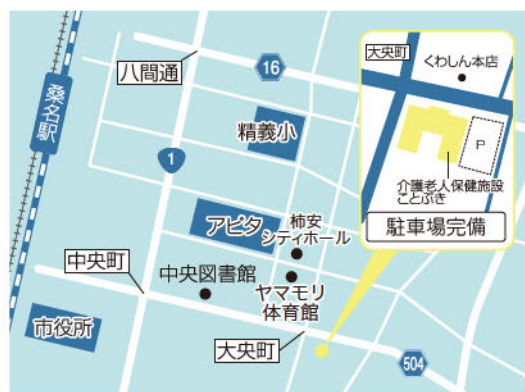 八間通
16
桑名駅
精義小
1
アピタ
柿安
シティホール
中央町
中央図書館
ヤマモリ
体育館
市役所
大央町
504
大央町
くわしん本店
P
介護老人保健施設
ことぶき
駐車場完備